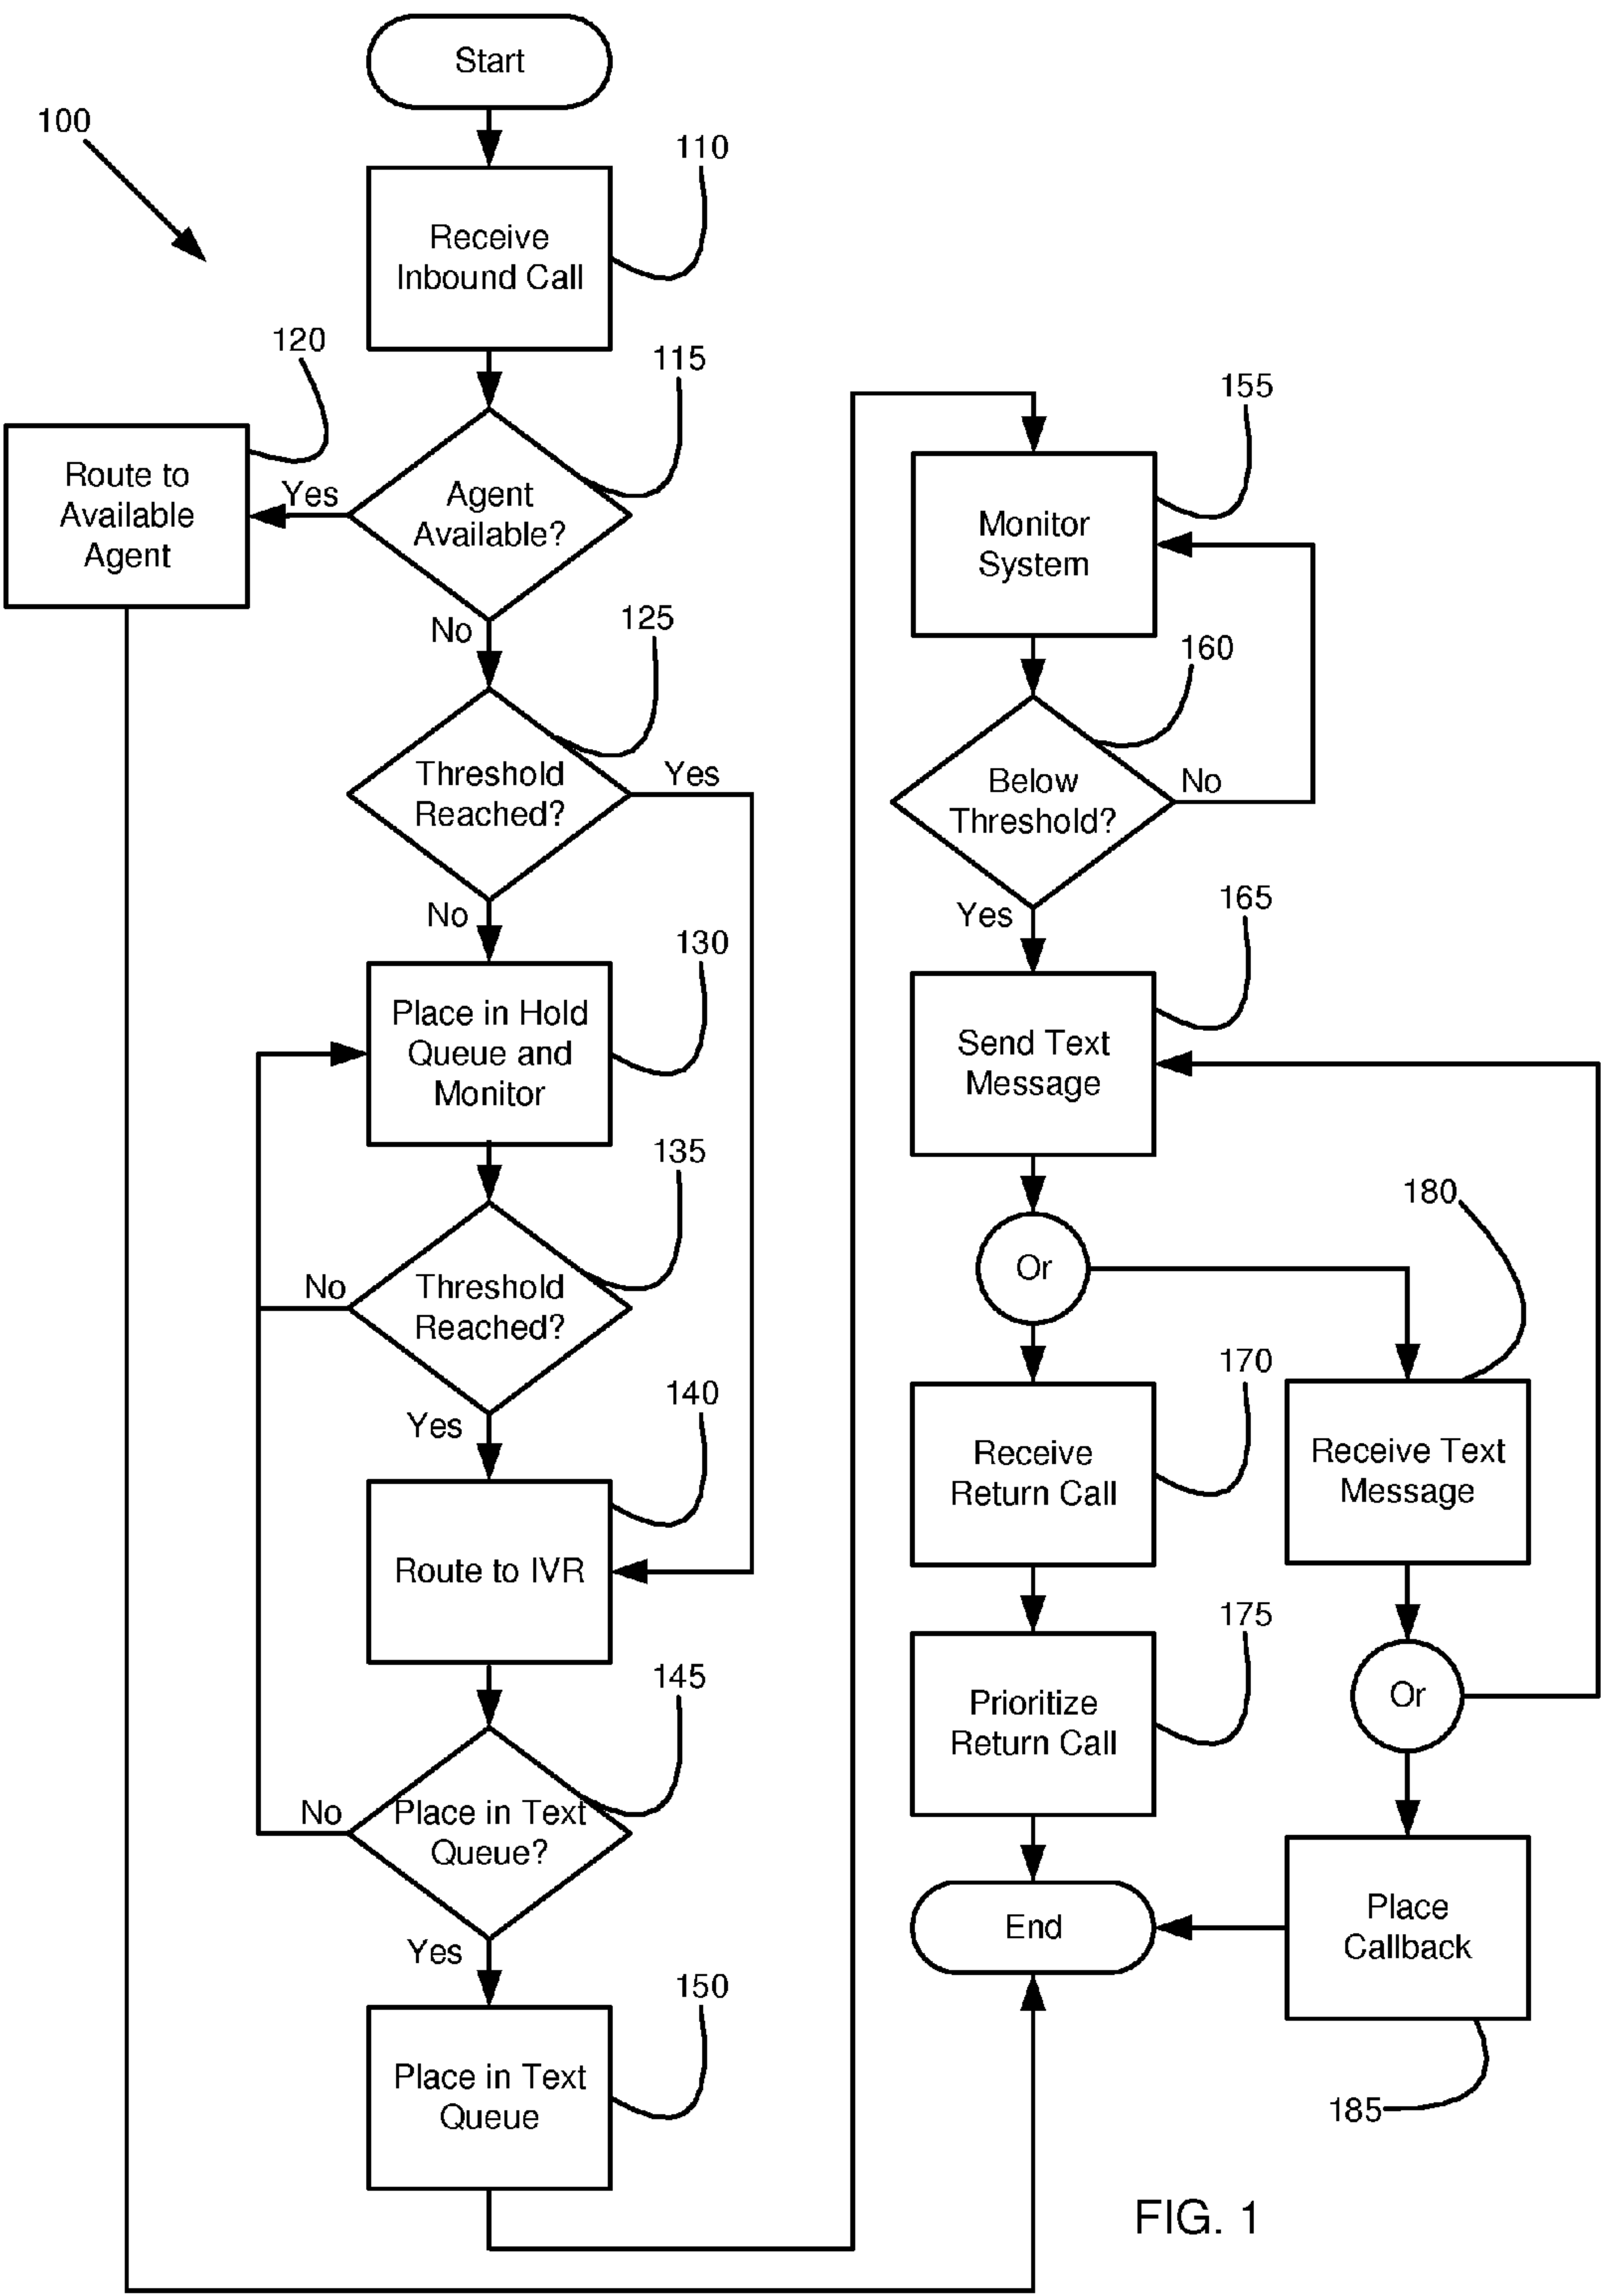 Start
100
110
Receive
Inbound Call
120
115
Route to
Available
Agent
Yes
Agent
Available?
No
125
Threshold
Reached?
Yes
No
130
Place in Hold
Queue and
Monitor
135
No
Threshold
Reached?
Yes
140
Route to IVR
145
No
Place in Text
Queue?
Yes
150
Place in Text
Queue
155
Monitor
System
160
Below
Threshold?
No
Yes
165
Send Text
Message
180
Or
170
Receive
Return Call
Receive Text
Message
175
Prioritize
Return Call
Or
End
Place
Callback
185
FIG. 1